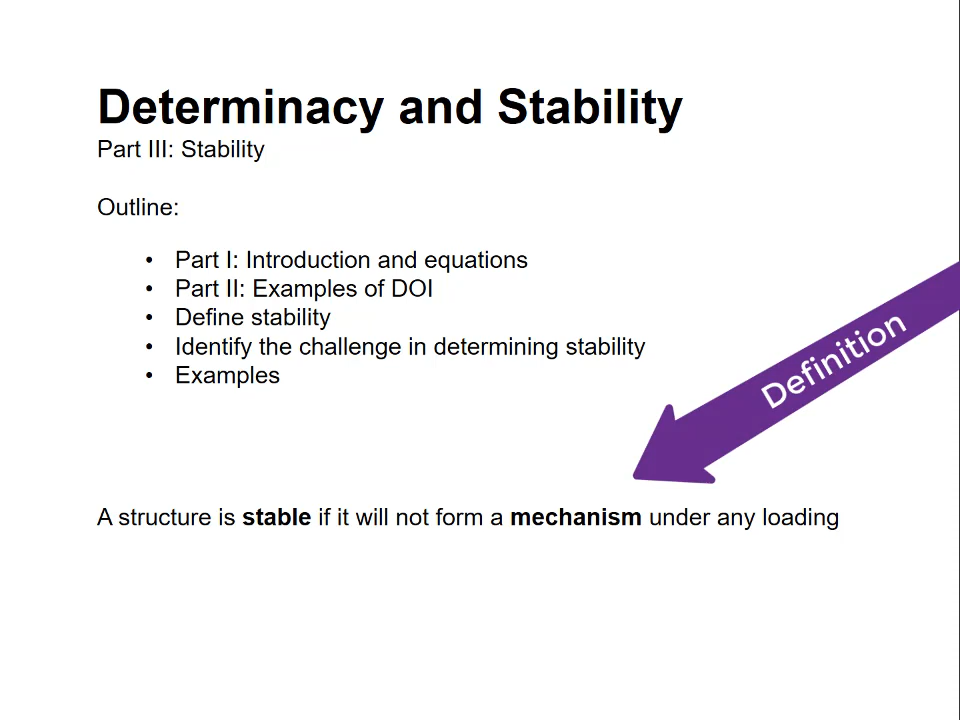 Determinacy and Stability
Part III: Stability
Outline:
• Part I: Introduction and equations
• Part II: Examples of DOI
• Define stability
• Identify the challenge in determining stability
• Examples
Definition
A structure is stable if it will not form a mechanism under any loading